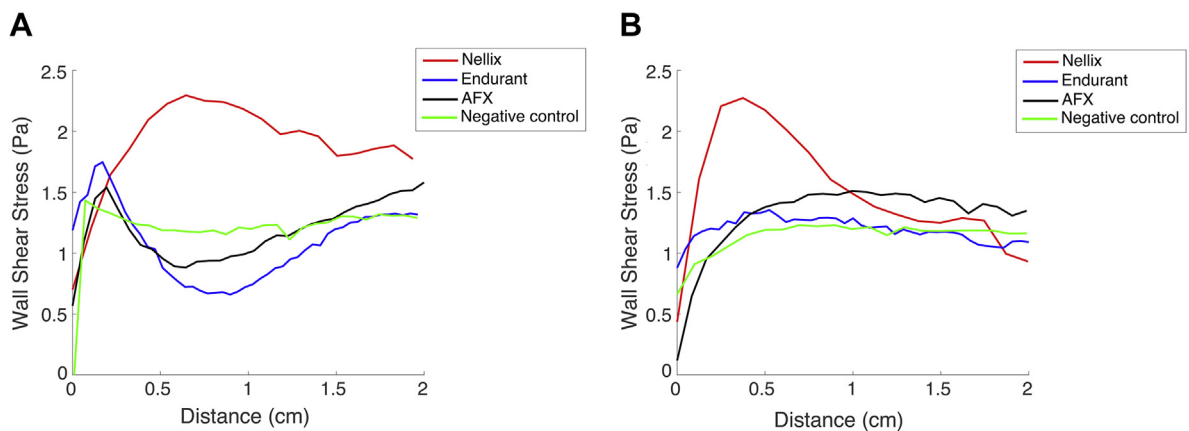 A
Nellix
Endurant
AFX
Negative control
2.5
2
1.5
1
0.5
0
0 0.5 1 1.5 2
Wall Shear Stress (Pa)
Distance (cm)
B
Nellix
Endurant
AFX
Negative control
2.5
2
1.5
1
0.5
0
0 0.5 1 1.5 2
Wall Shear Stress (Pa)
Distance (cm)